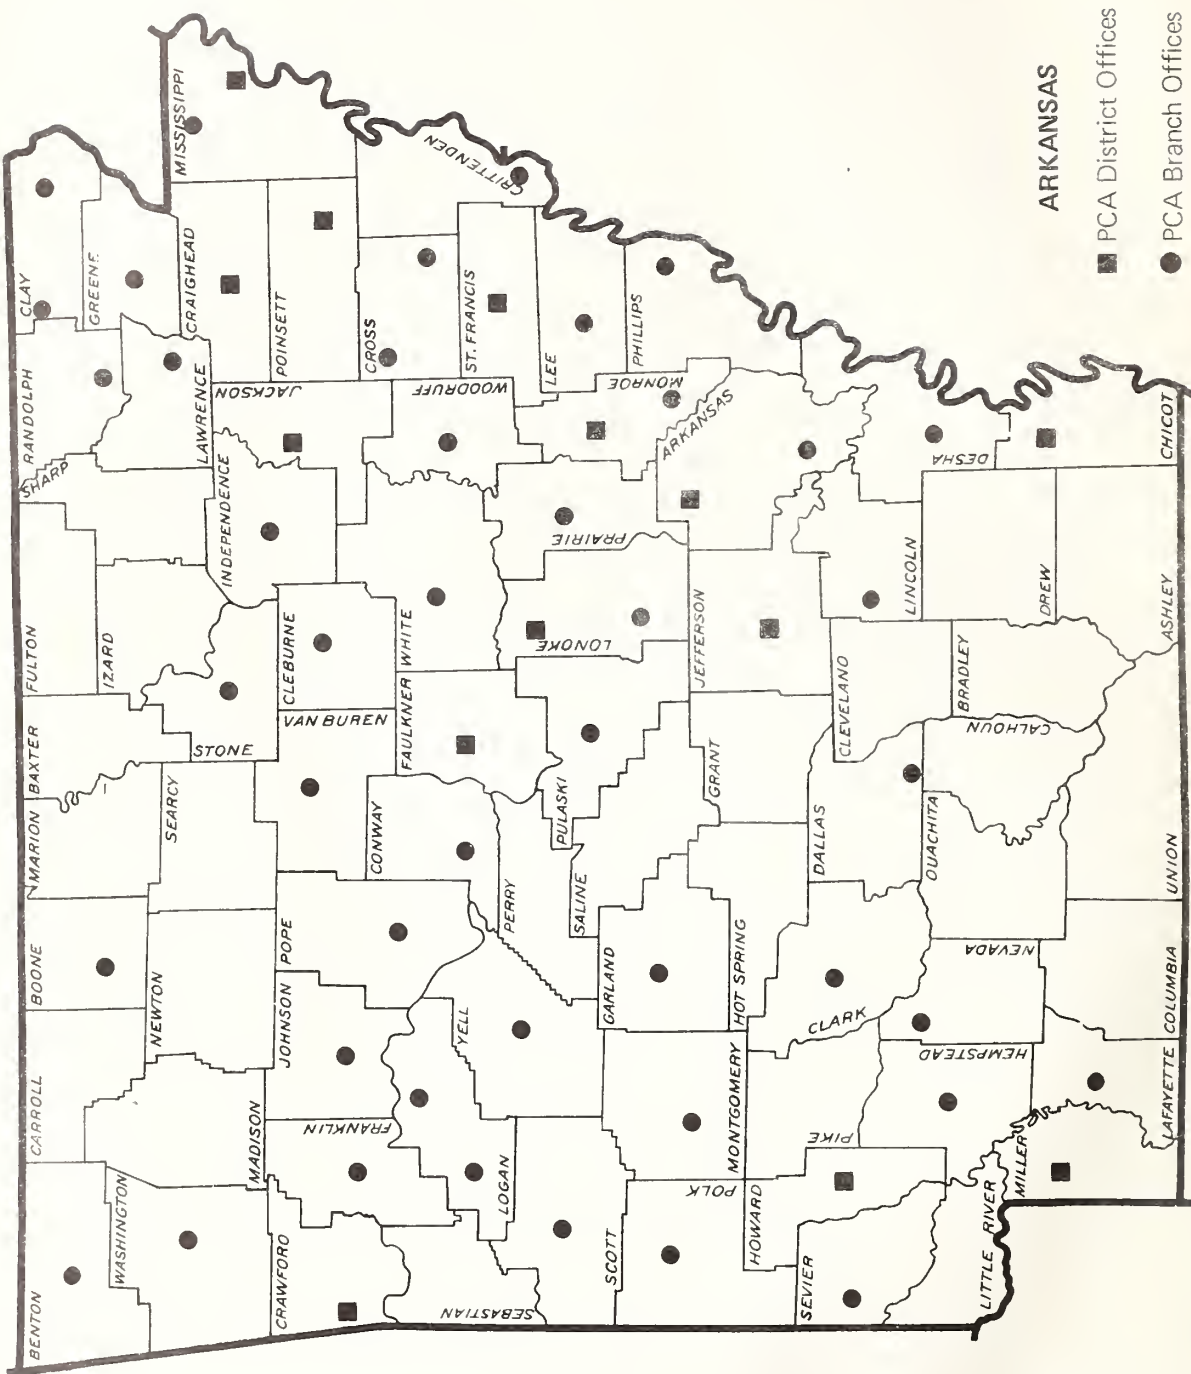 ARKANSAS
PCA District Offices
PCA Branch Offices
BENTON
CARROLL
BOONE
MARION
BAXTER
FULTON
SHARP
RANDOLPH
CLAY
GREENE
WASHINGTON
MADISON
NEWTON
SEARCY
STONE
IZARD
INDEPENDENCE
LAWRENCE
CRAIGHEAD
MISSISSIPPI
CRAWFORD
FRANKLIN
JOHNSON
POPE
VAN BUREN
CLEBURNE
JACKSON
POINSETT
SEBASTIAN
LOGAN
YELL
CONWAY
FAULKNER
WHITE
WOODRUFF
CROSS
CRITTENDEN
SCOTT
PERRY
PULASKI
LONOKE
PRAIRIE
ST. FRANCIS
LEE
MONROE
PHILLIPS
POLK
MONTGOMERY
GARLAND
SALINE
HOT SPRING
GRANT
JEFFERSON
ARKANSAS
HOWARD
PIKE
CLARK
DALLAS
CLEVELAND
LINCOLN
DESHA
SEVIER
LITTLE RIVER
HEMPSTEAD
NEVADA
OUACHITA
CALHOUN
BRADLEY
DREW
MILLER
LAFAYETTE
COLUMBIA
UNION
ASHLEY
CHICOT